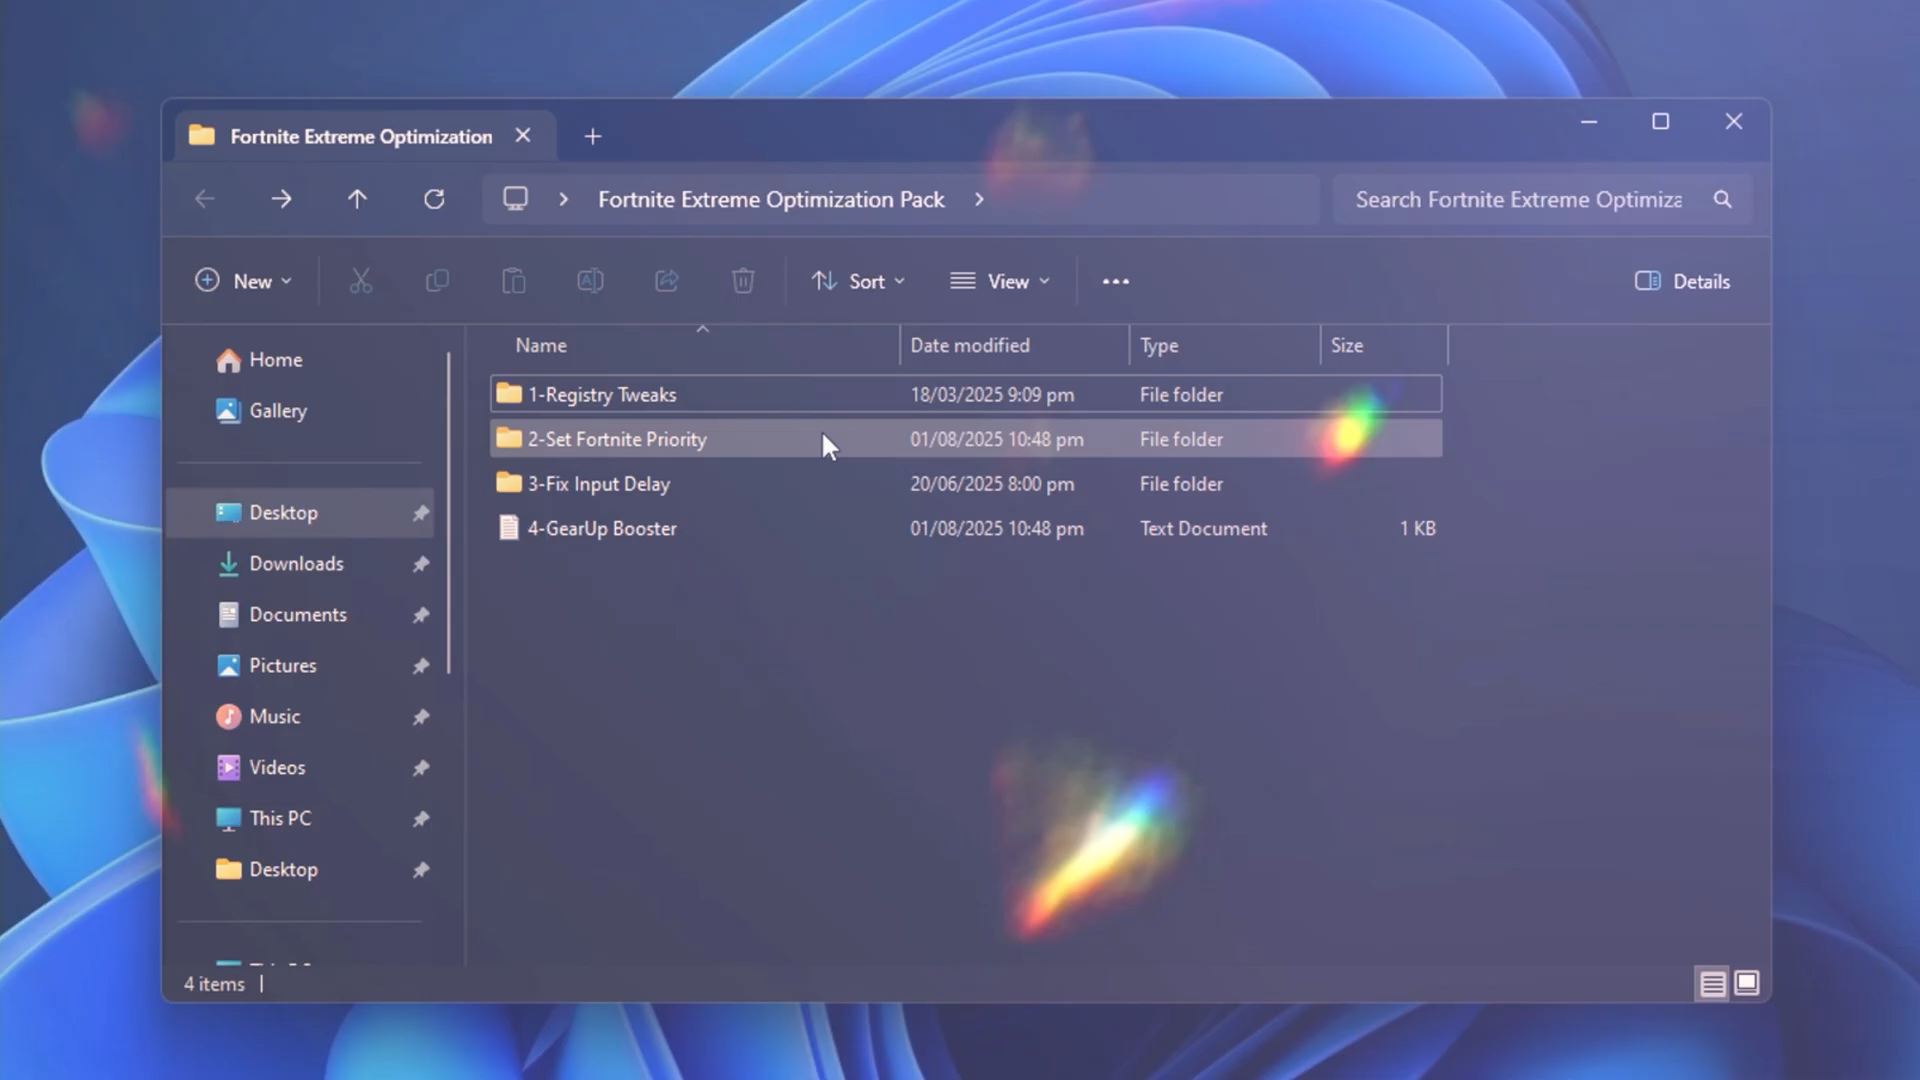 Fortnite Extreme Optimization
Fortnite Extreme Optimization Pack
Search Fortnite Extreme Optimiza
New
Sort
View
Details
Name
Date modified
Type
Size
Home
Gallery
Desktop
Downloads
Documents
Pictures
Music
Videos
This PC
Desktop
1-Registry Tweaks 18/03/2025 9:09 pm File folder
2-Set Fortnite Priority 01/08/2025 10:48 pm File folder
3-Fix Input Delay 20/06/2025 8:00 pm File folder
4-GearUp Booster 01/08/2025 10:48 pm Text Document 1 KB
4 items